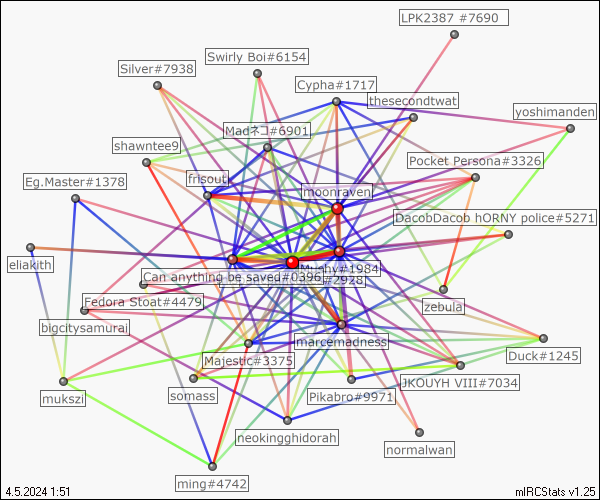 LPK2387 #7690
Swirly Boi#6154
Silver#7938
Cypha#1717
thesecondtwat
yoshimanden
Madネコ#6901
shawntee9
Pocket Persona#3326
Eg.Master#1378
frisout
moonraven
DacobDacob hORNY police#5271
eliakith
Murphy#1984
Can anything be saved#0396
#2928
Fedora Stoat#4479
zebula
bigcitysamurai
marcemadness
Majestic#3375
Duck#1245
JKOUYH VIII#7034
mukszi
somass
Pikabro#9971
neokingghidorah
normalwan
ming#4742
4.5.2024 1:51
mIRCStats v1.25